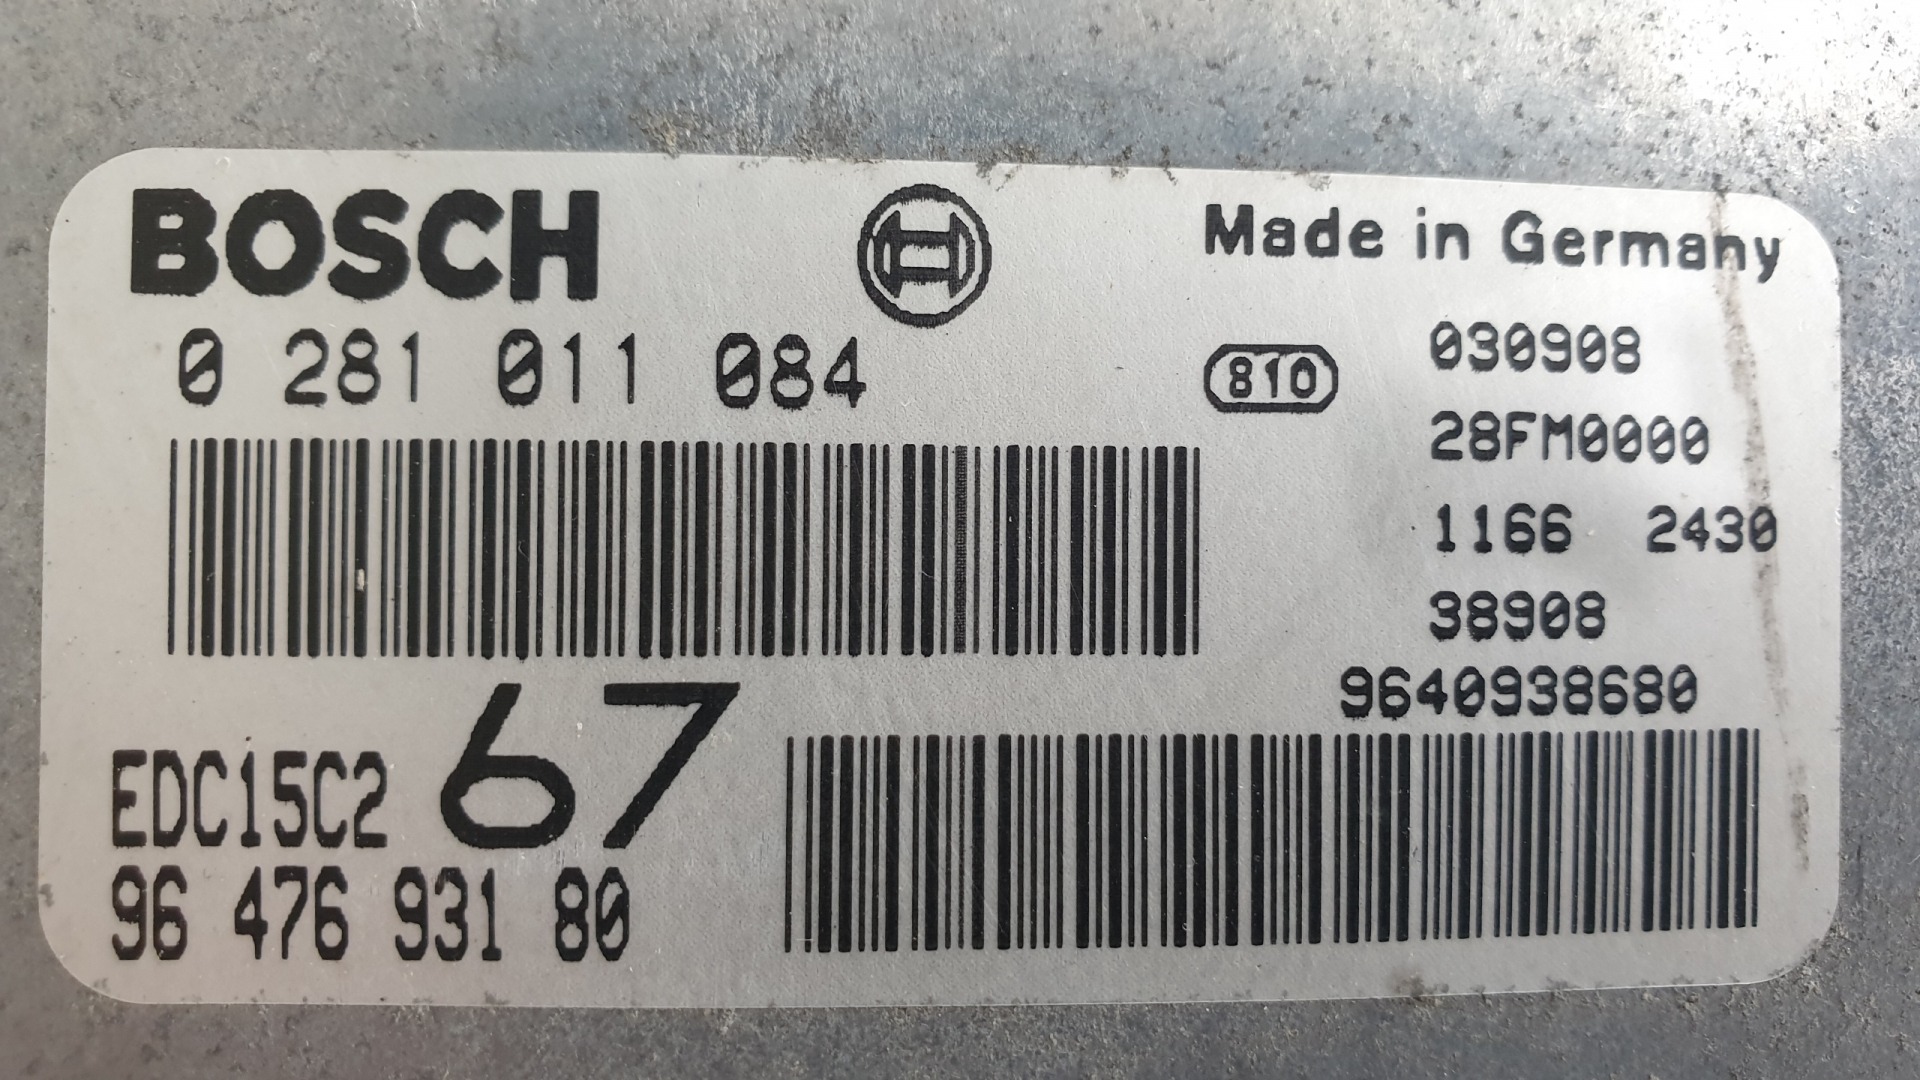 BOSCH
Made in Germany
0 281 011 084
810
030908
28FM0000
1166 2430
38908
9640938680
EDC15C2 67
96 476 931 80